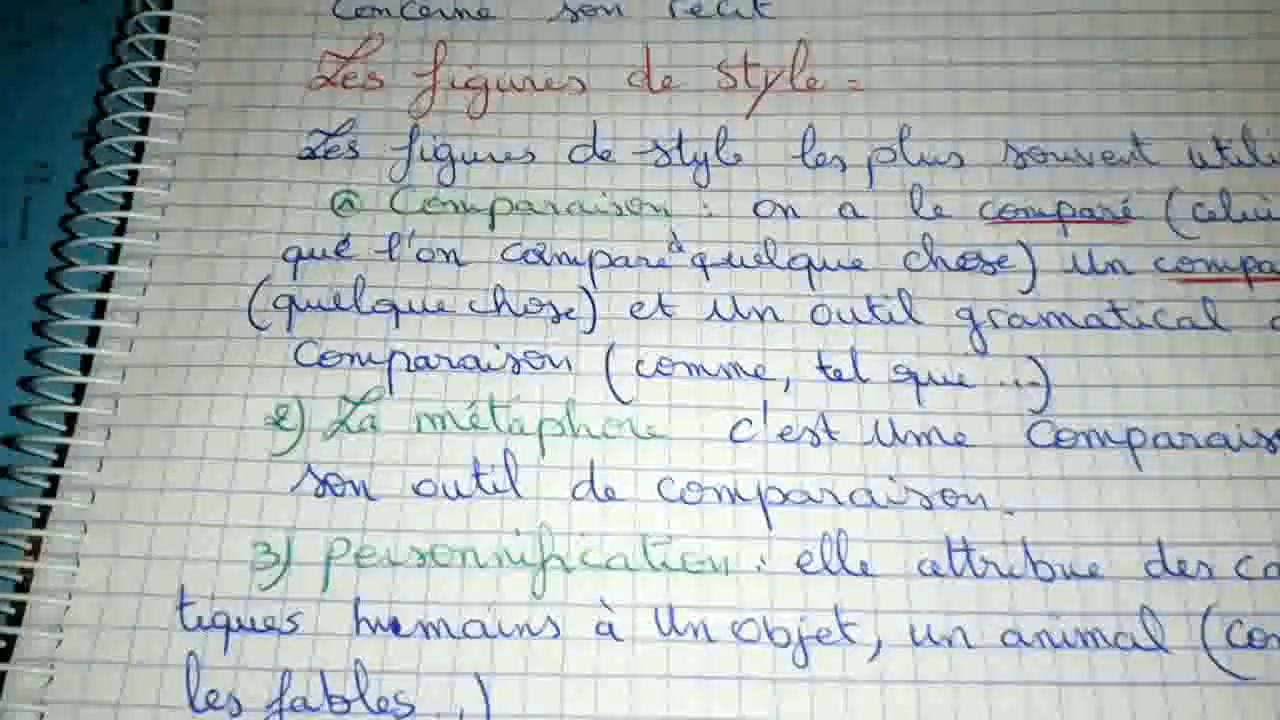 concerne son récit
Les figures de style =
Les figures de style les plus souvent utili
Comparaison : on a le comparé (celui
que l'on compare à quelque chose) un compa
(quelque chose) et un outil gramatical
Comparaison (comme, tel que ...)
2) La métaphore c'est une comparais
son outil de comparaison.
3) personnification : elle attribue des ca
tiques humains à un objet, un animal (co
les fables..)